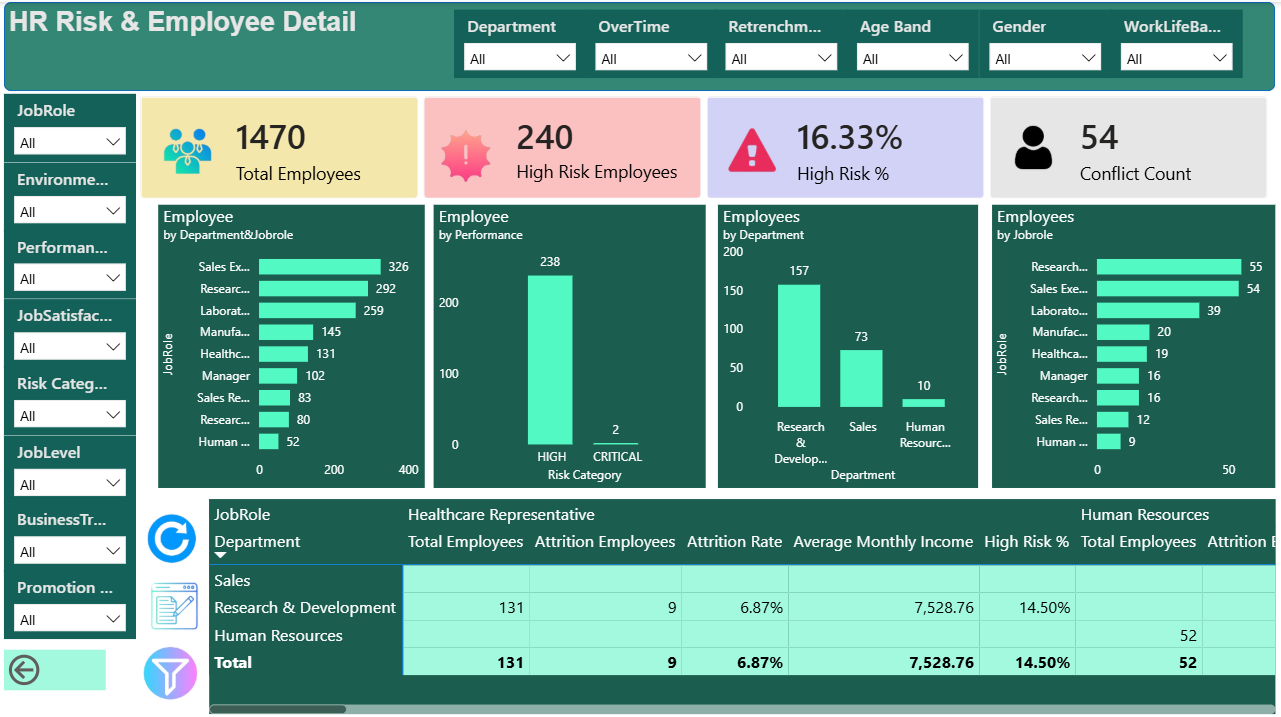 HR Risk & Employee Detail
Department OverTime Retrenchm... Age Band Gender WorkLifeBa...
All All All All All All
JobRole
All
Environme...
All
Performan...
All
JobSatisfac...
All
Risk Categ...
All
JobLevel
All
BusinessTr...
All
Promotion ...
All
1470
Total Employees
240
High Risk Employees
16.33%
High Risk %
54
Conflict Count
Employee
by Department&Jobrole
JobRole
Sales Ex... 326
Researc... 292
Laborat... 259
Manufa... 145
Healthc... 131
Manager 102
Sales Re... 83
Researc... 80
Human ... 52
0 200 400
Employee
by Performance
238
200
100
2
0
HIGH CRITICAL
Risk Category
Employees
by Department
200
157
150
100
73
50
10
0
Research & Develop... Sales Human Resourc...
Department
Employees
by Jobrole
JobRole
Research... 55
Sales Exe... 54
Laborato... 39
Manufac... 20
Healthca... 19
Manager 16
Research... 16
Sales Re... 12
Human ... 9
0 50
JobRole Healthcare Representative Human Resources
Department Total Employees Attrition Employees Attrition Rate Average Monthly Income High Risk % Total Employees Attrition E
Sales
Research & Development 131 9 6.87% 7,528.76 14.50%
Human Resources 52
Total 131 9 6.87% 7,528.76 14.50% 52